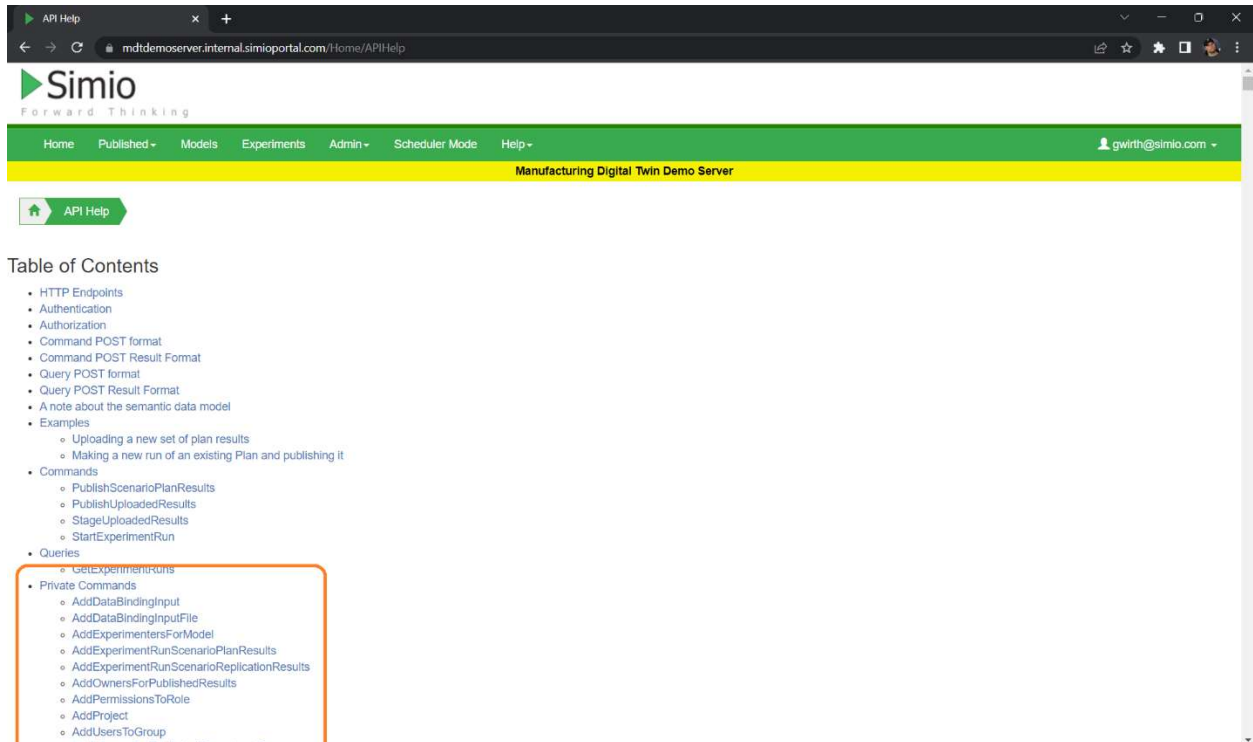 API Help
mdtdemoserver.internal.simioportal.com/Home/APIHelp
Simio
Forward Thinking
Home Published Models Experiments Admin Scheduler Mode Help gwirth@simio.com
Manufacturing Digital Twin Demo Server
API Help
Table of Contents
HTTP Endpoints
Authentication
Authorization
Command POST format
Command POST Result Format
Query POST format
Query POST Result Format
A note about the semantic data model
Examples
Uploading a new set of plan results
Making a new run of an existing Plan and publishing it
Commands
PublishScenarioPlanResults
PublishUploadedResults
StageUploadedResults
StartExperimentRun
Queries
GetExperimentRuns
Private Commands
AddDataBindingInput
AddDataBindingInputFile
AddExperimentersForModel
AddExperimentRunScenarioPlanResults
AddExperimentRunScenarioReplicationResults
AddOwnersForPublishedResults
AddPermissionsToRole
AddProject
AddUsersToGroup